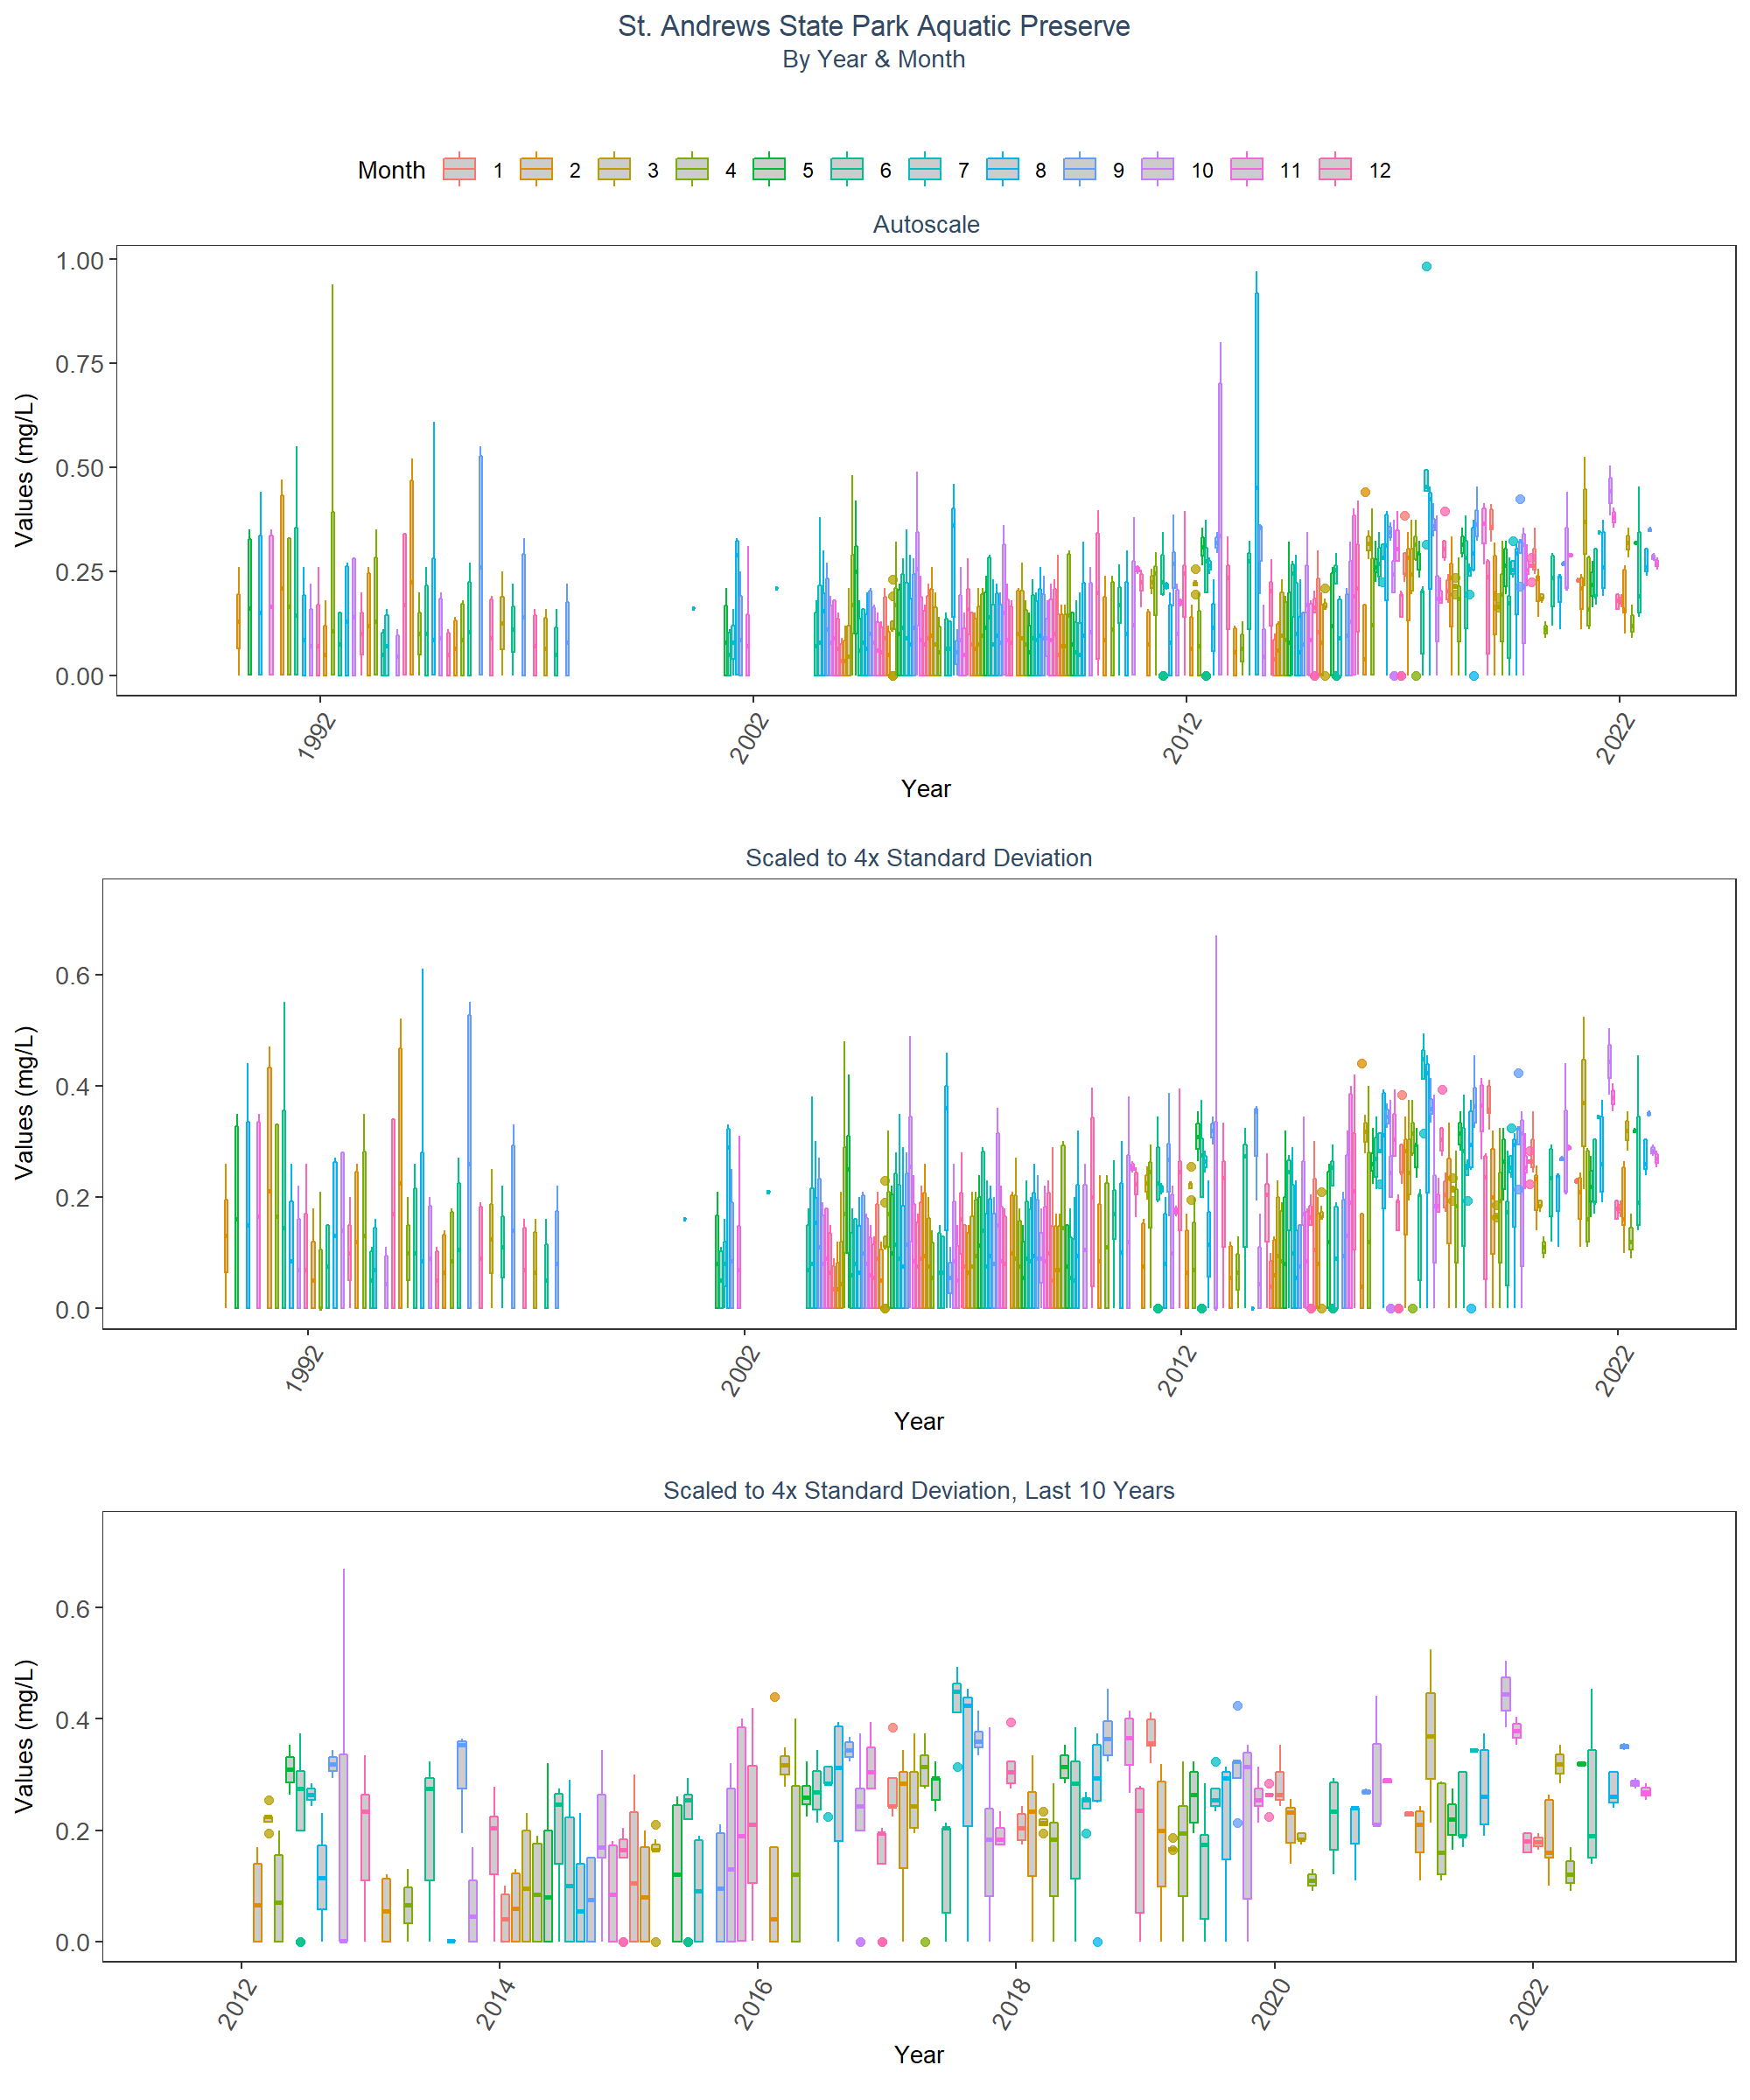 St. Andrews State Park Aquatic Preserve
By Year & Month
Month 1 2 3 4 5 6 7 8 9 10 11 12
Autoscale
Values (mg/L)
1.00
0.75
0.50
0.25
0.00
1992 2002 2012 2022
Year
Scaled to 4x Standard Deviation
Values (mg/L)
0.6
0.4
0.2
0.0
1992 2002 2012 2022
Year
Scaled to 4x Standard Deviation, Last 10 Years
Values (mg/L)
0.6
0.4
0.2
0.0
2012 2014 2016 2018 2020 2022
Year